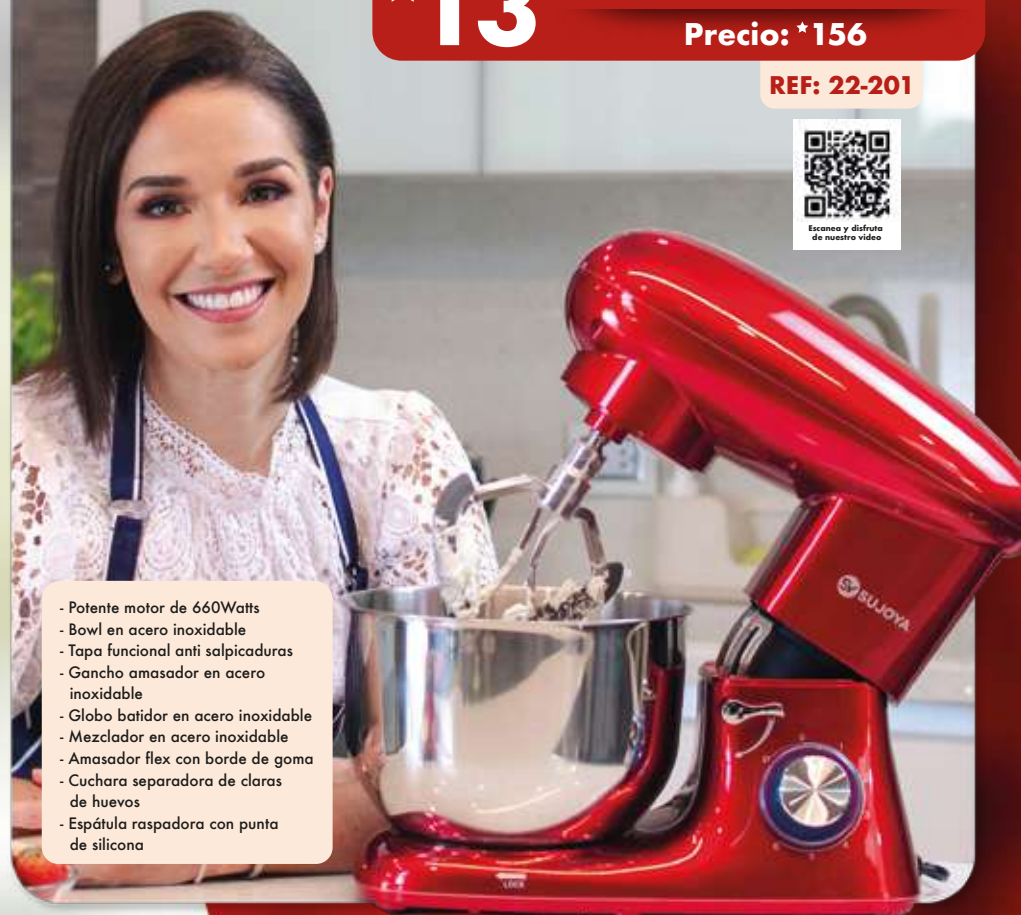 *13
Precio: *156
REF: 22-201
Escanea y disfruta
de nuestro video
SUJOYA
- Potente motor de 660Watts
- Bowl en acero inoxidable
- Tapa funcional anti salpicaduras
- Gancho amasador en acero
inoxidable
- Globo batidor en acero inoxidable
- Mezclador en acero inoxidable
- Amasador flex con borde de goma
- Cuchara separadora de claras
de huevos
- Espátula raspadora con punta
de silicona
LOCK